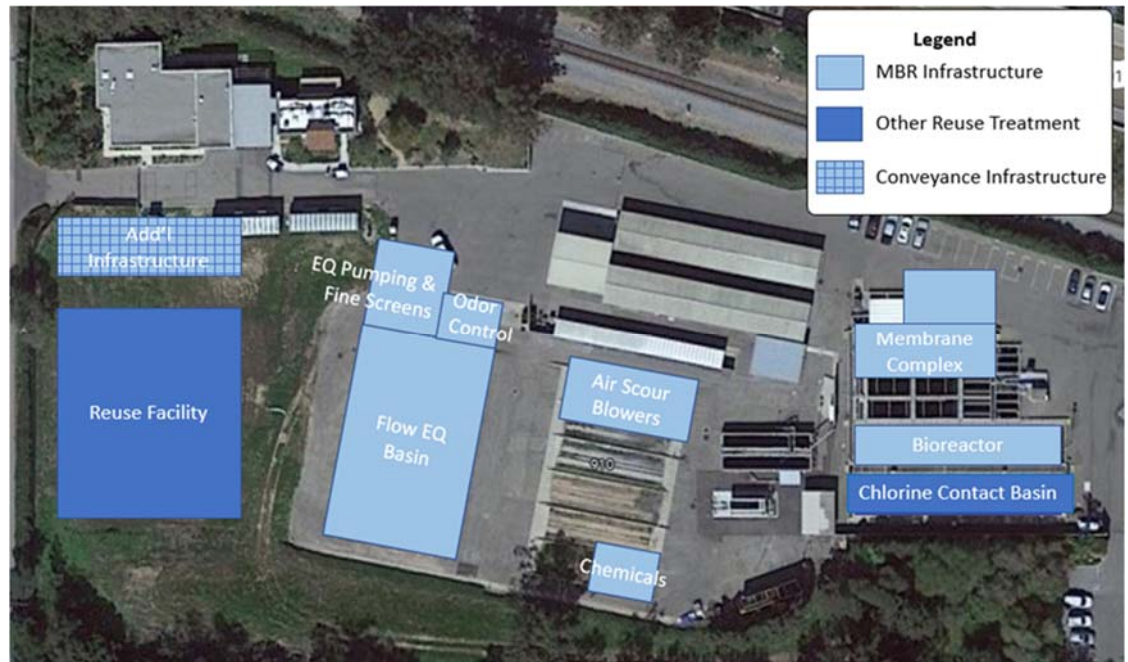 Legend
MBR Infrastructure
1
Other Reuse Treatment
Conveyance Infrastructure
Add'l
Infrastructure
EQ Pumping &
Fine Screens
Odor
Control
Membrane
Complex
Air Scour
Blowers
Reuse Facility
Flow EQ
Basin
Bioreactor
Chlorine Contact Basin
Chemicals